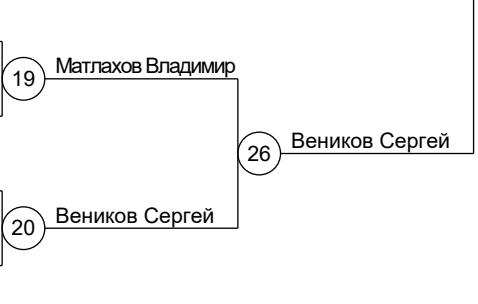 19 Матлахов Владимир
26 Веников Сергей
20 Веников Сергей